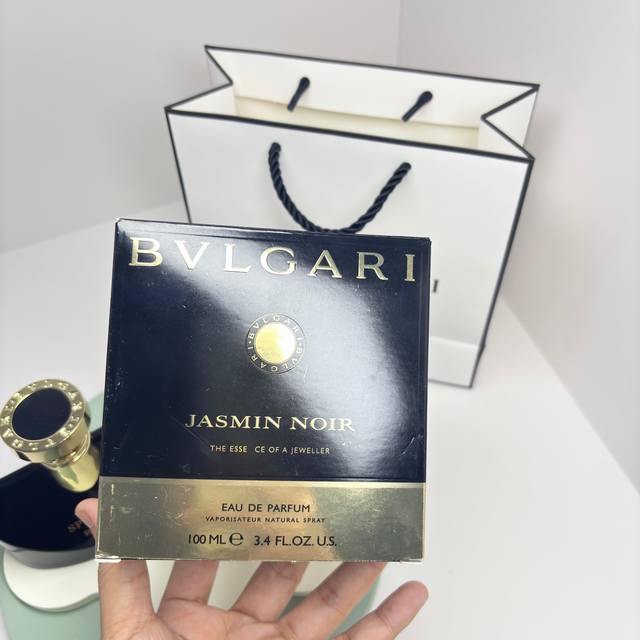 BVLGARI
BVLGARI BVLGARI
JASMIN NOIR
THE ESSE CE OF A JEWELLER
EAU DE PARFUM
VAPORISATEUR NATURAL SPRAY
100 ML e 3.4 FL.OZ. U.S.